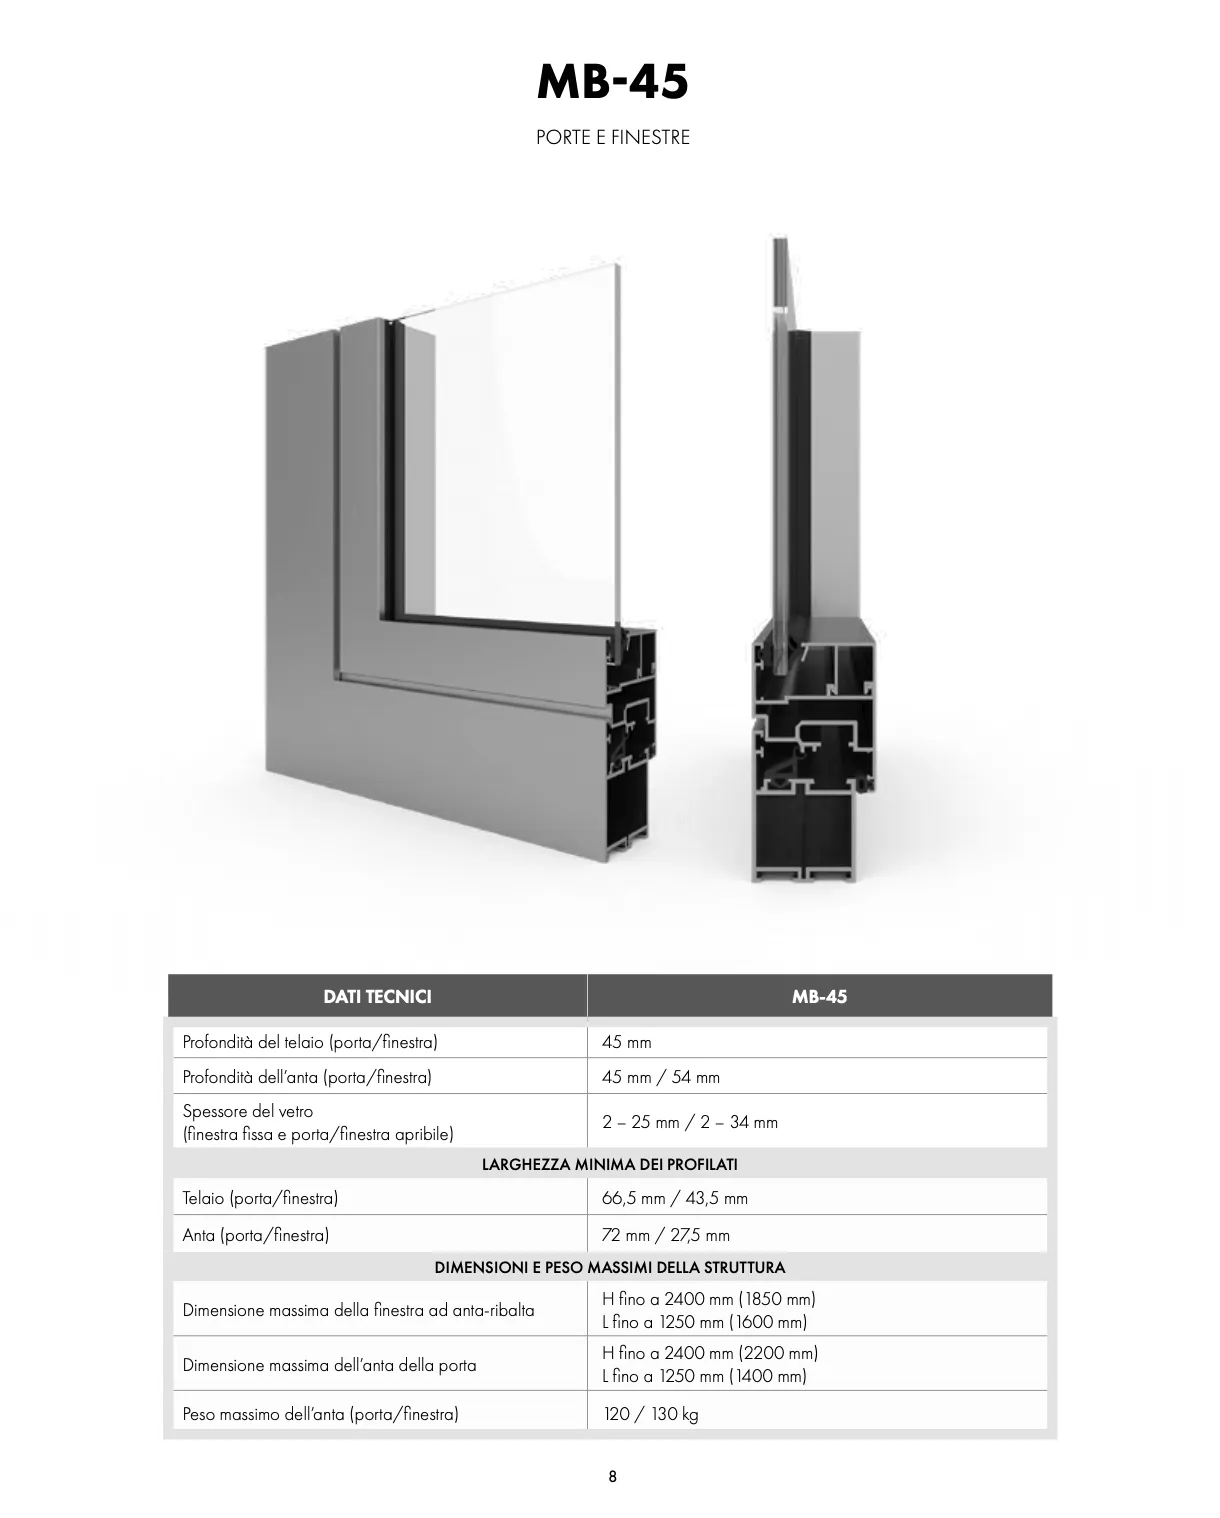 MB-45
PORTE E FINESTRE
DATI TECNICI
MB-45
Profondità del telaio (porta/finestra)
45 mm
Profondità dell'anta (porta/finestra)
45 mm / 54 mm
Spessore del vetro
(finestra fissa e porta/finestra apribile)
2 – 25 mm / 2 – 34 mm
LARGHEZZA MINIMA DEI PROFILATI
Telaio (porta/finestra)
66,5 mm / 43,5 mm
Anta (porta/finestra)
72 mm / 27,5 mm
DIMENSIONI E PESO MASSIMI DELLA STRUTTURA
Dimensione massima della finestra ad anta-ribalta
H fino a 2400 mm (1850 mm)
L fino a 1250 mm (1600 mm)
Dimensione massima dell'anta della porta
H fino a 2400 mm (2200 mm)
L fino a 1250 mm (1400 mm)
Peso massimo dell'anta (porta/finestra)
120 / 130 kg
8